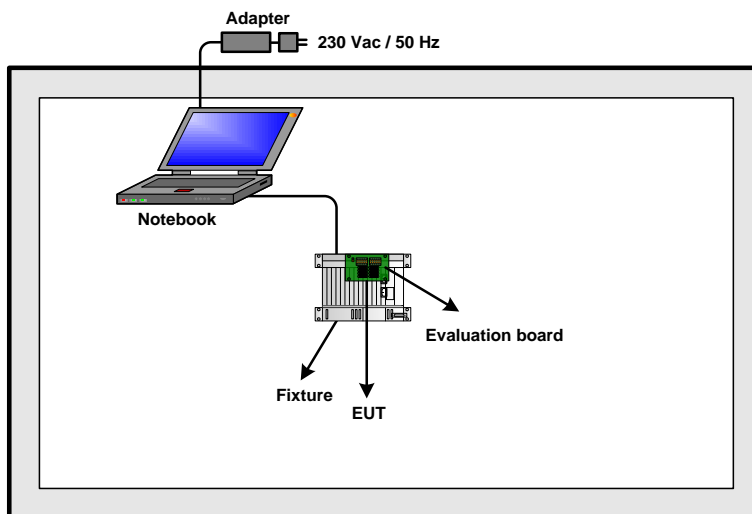 Adapter
230 Vac / 50 Hz
Notebook
Evaluation board
Fixture
EUT